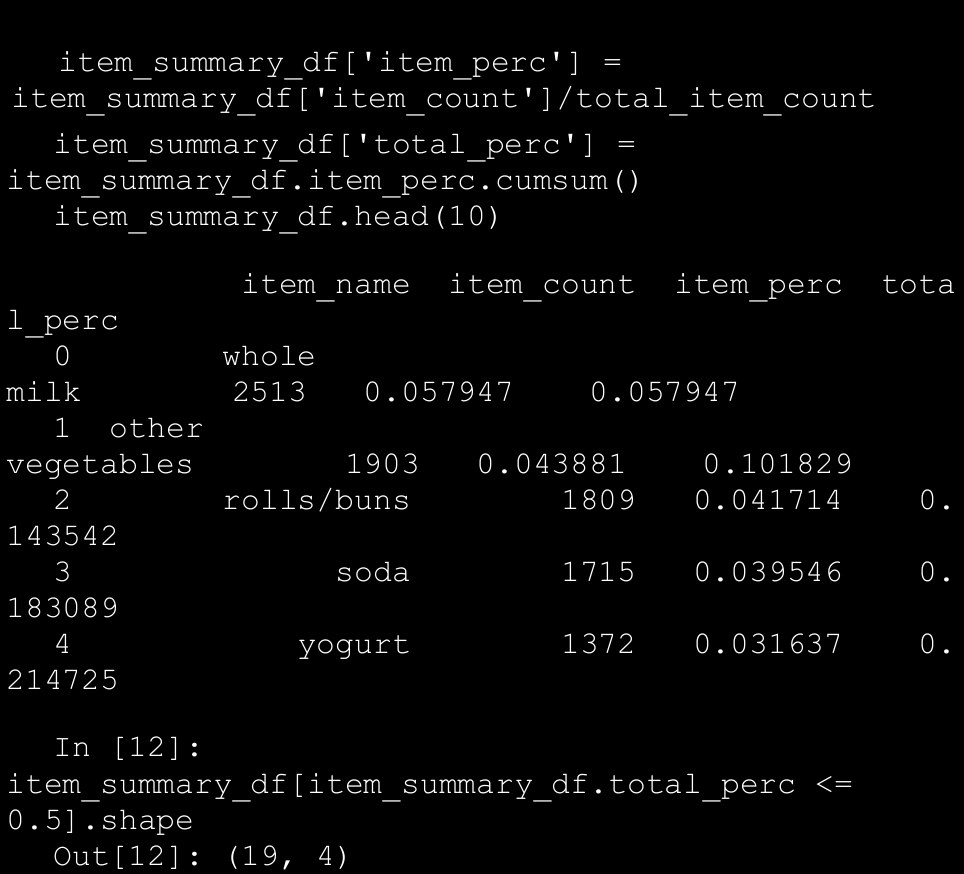 item_summary_df['item_perc'] =
item_summary_df['item_count']/total_item_count
item_summary_df['total_perc'] =
item_summary_df.item_perc.cumsum()
item_summary_df.head(10)
item_name item_count item_perc tota
l_perc
0 whole
milk 2513 0.057947 0.057947
1 other
vegetables 1903 0.043881 0.101829
2 rolls/buns 1809 0.041714 0.
143542
3 soda 1715 0.039546 0.
183089
4 yogurt 1372 0.031637 0.
214725
In [12]:
item_summary_df[item_summary_df.total_perc <=
0.5].shape
Out[12]: (19, 4)